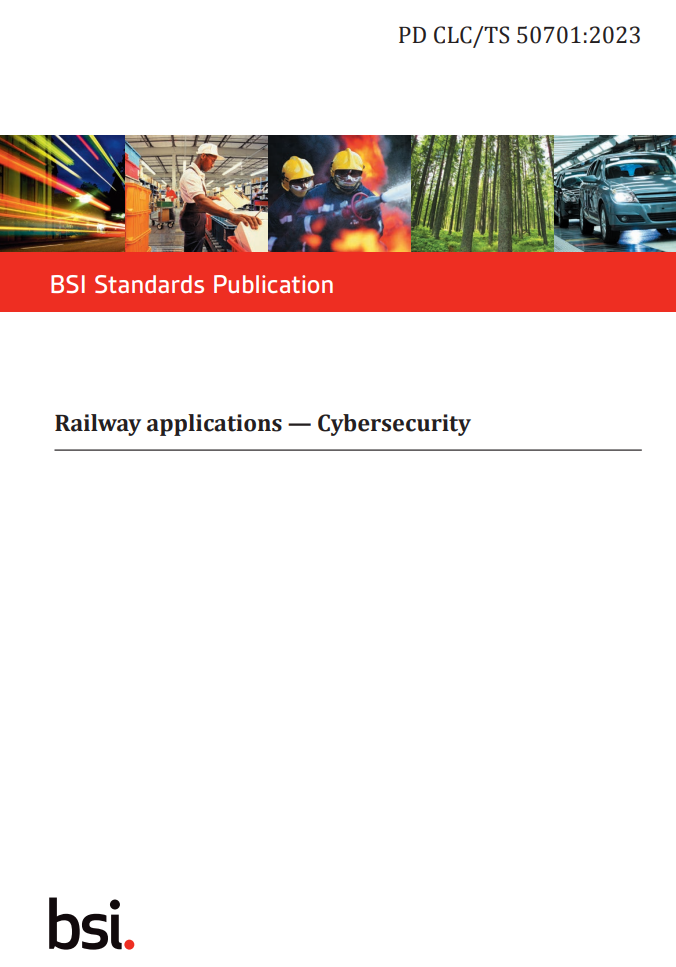 PD CLC/TS 50701:2023
BSI Standards Publication
Railway applications — Cybersecurity
bsi.